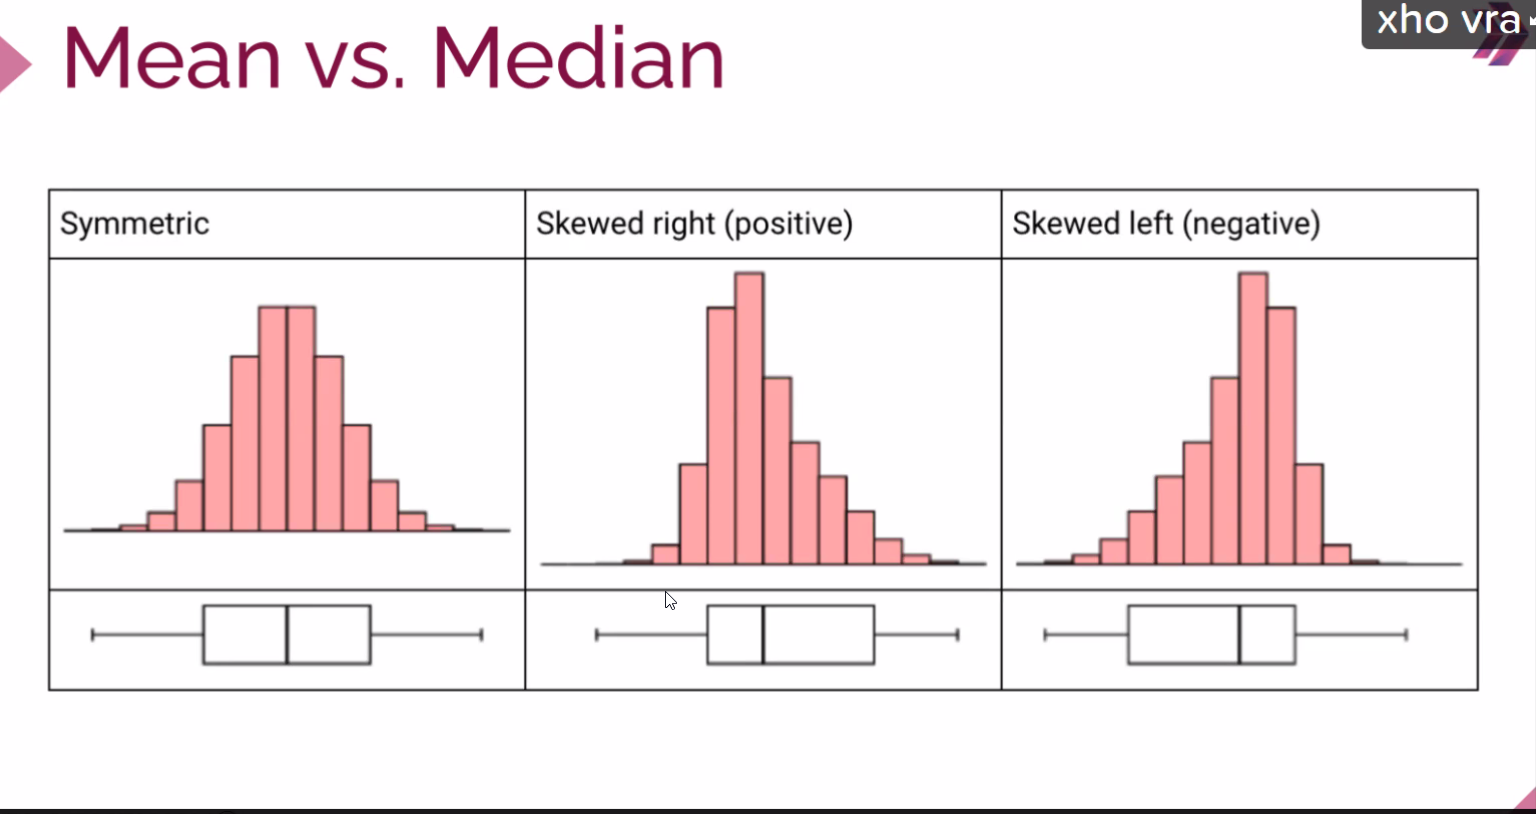 xho vra
Mean vs. Median
Symmetric
Skewed right (positive)
Skewed left (negative)